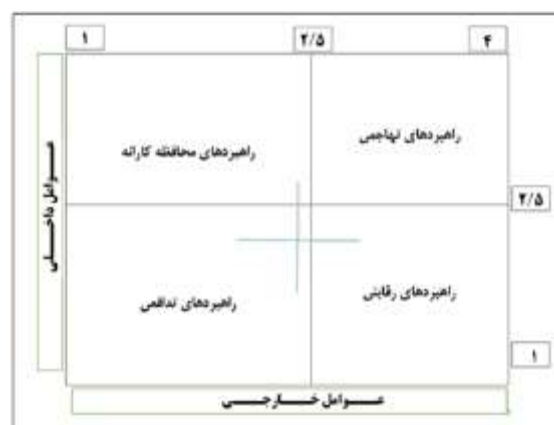 ۱
۲/۵
۴
راهبردهای تهاجمی
راهبردهای محافظه کارانه
عوامل داخلی
۲/۵
راهبردهای رقابتی
راهبردهای تدافعی
۱
عوامل خارجی